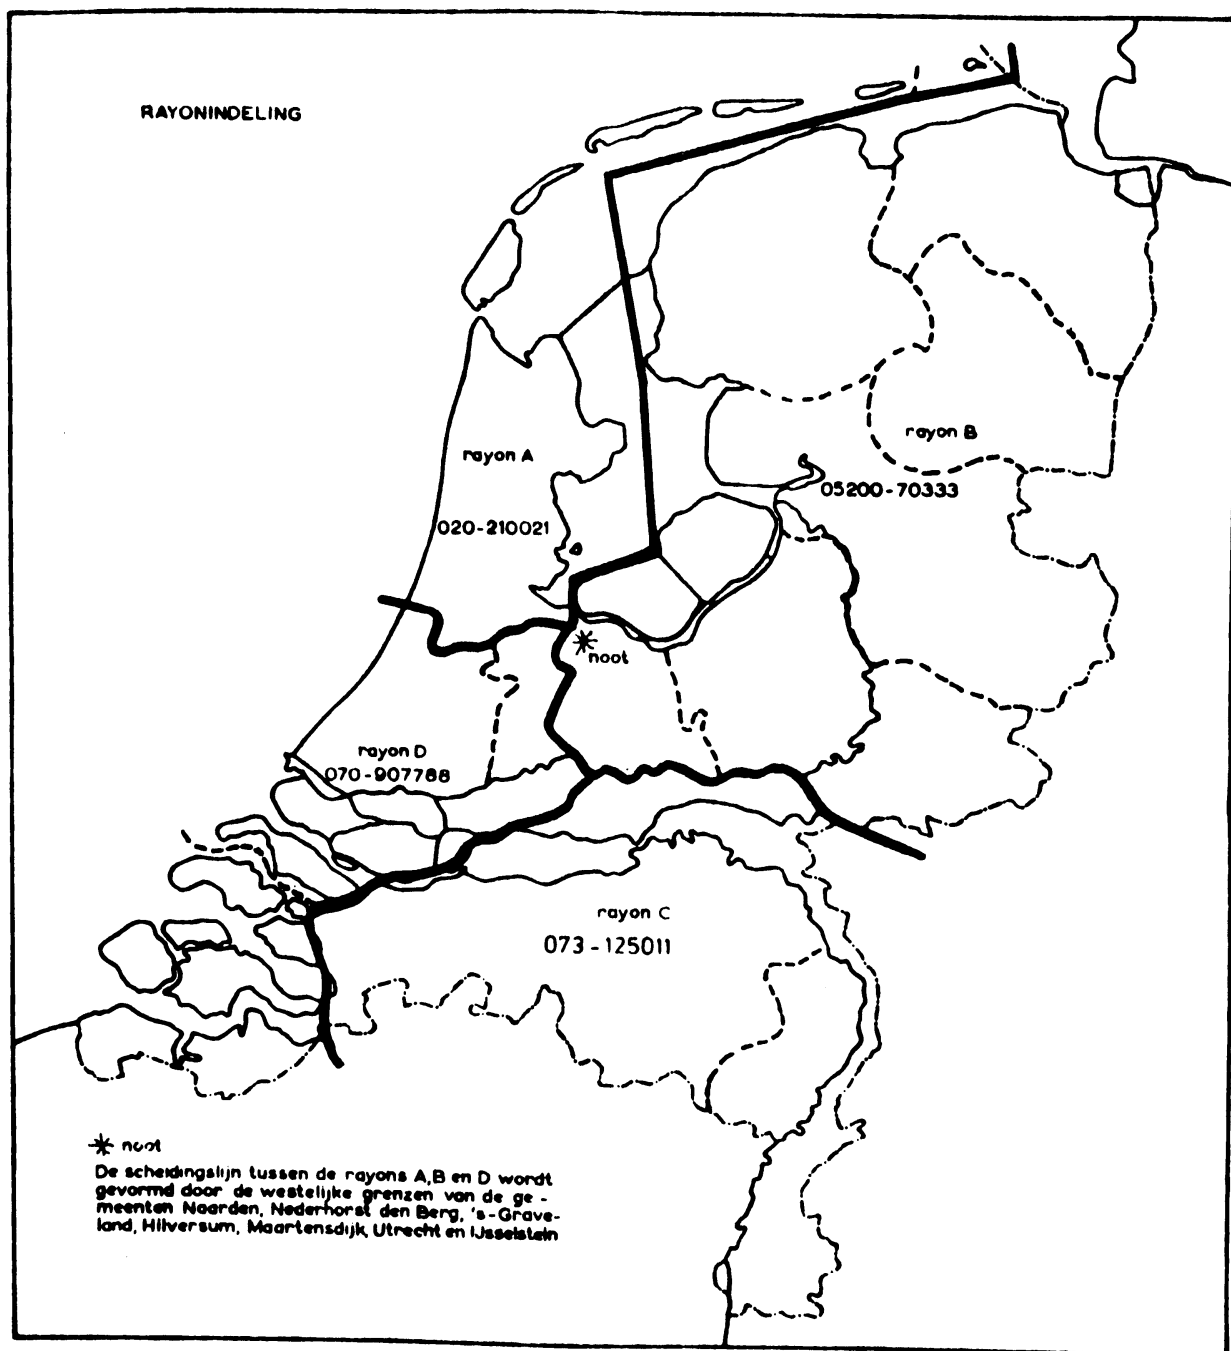 RAYONINDELING
rayon B
05200-70333
rayon A
020-210021
noot
rayon D
070-907788
rayon C
073-125011
noot
De scheidingslijn tussen de rayons A,B en D wordt
gevormd door de westelijke grenzen van de ge -
meenten Naarden, Nederhorst den Berg, 's-Grave-
land, Hilversum, Maartensdijk, Utrecht en IJsselstein